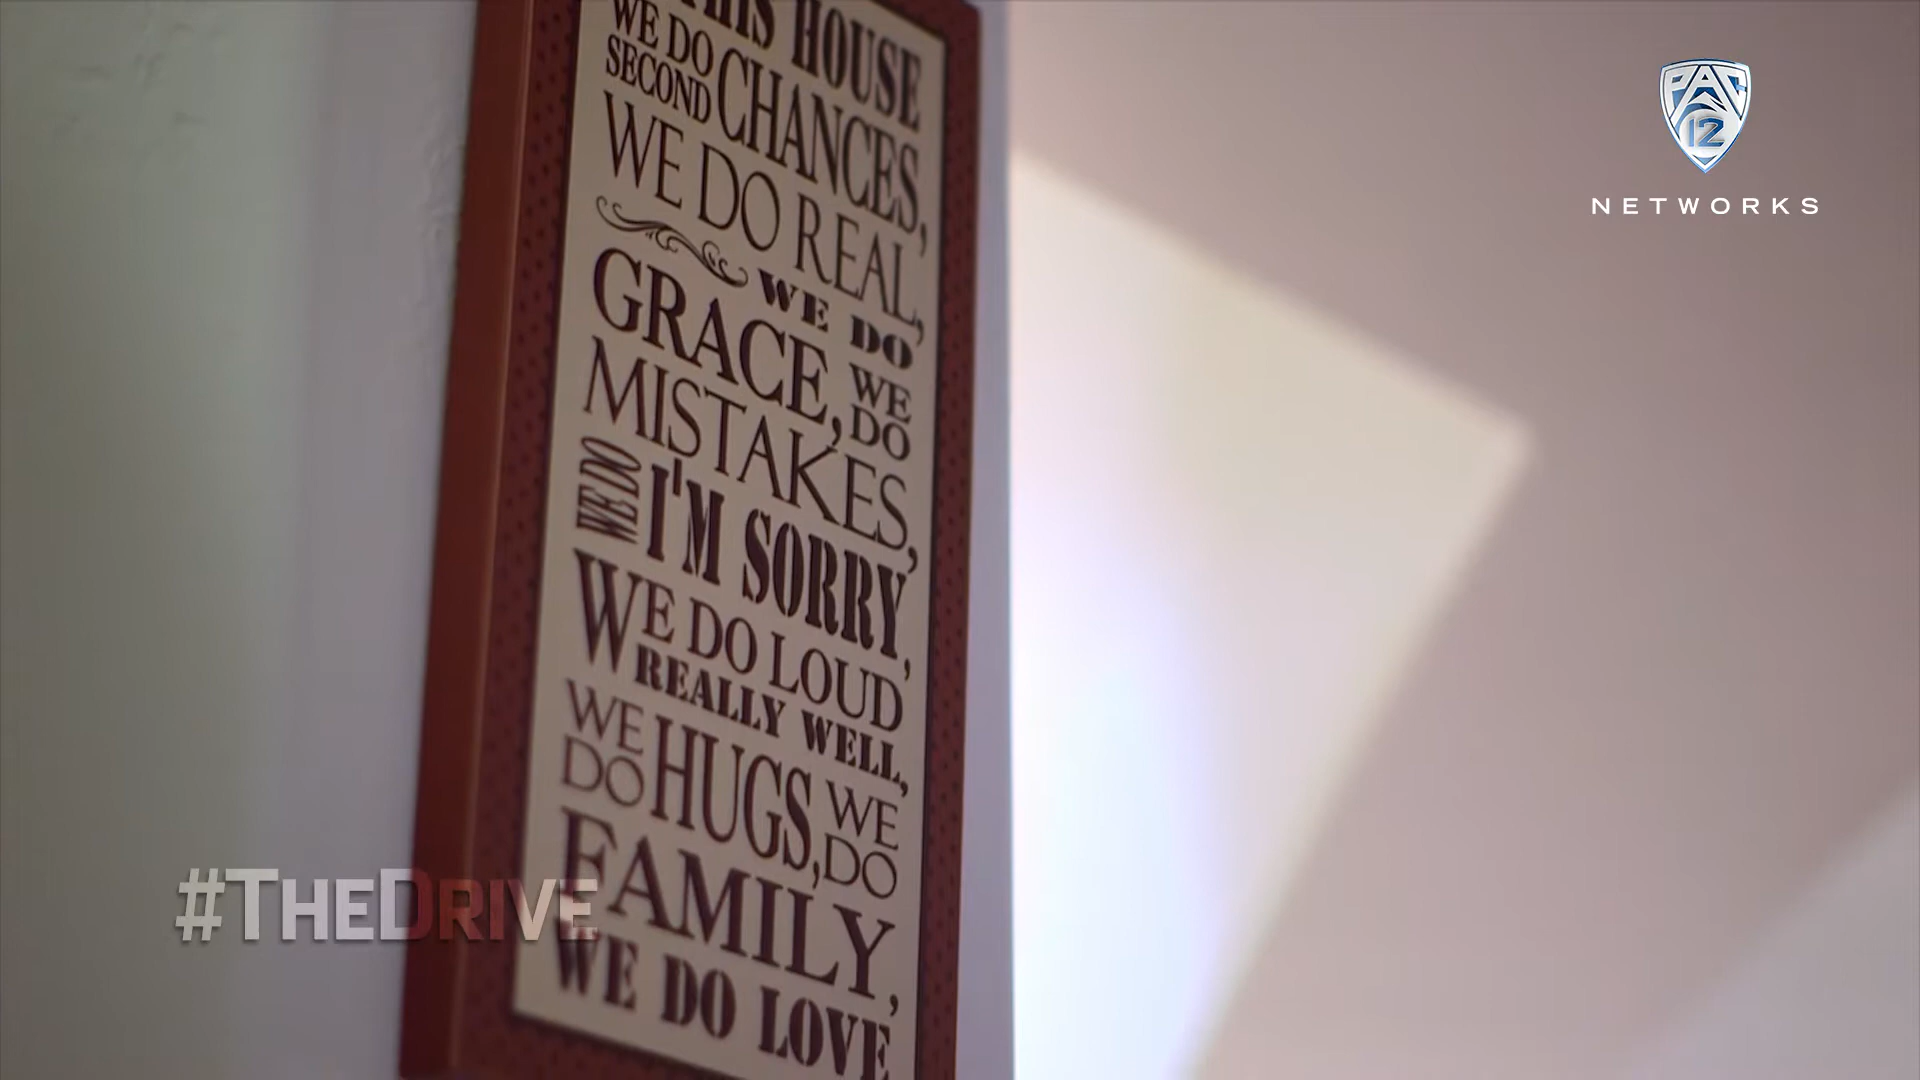 THIS HOUSE
WE DO
SECOND CHANCES,
WE DO REAL,
WE DO
GRACE, WE DO
MISTAKES,
WE DO I'M SORRY,
WE DO LOUD
REALLY WELL,
WE DO HUGS, WE DO
FAMILY,
WE DO LOVE
#THEDRIVE
PAC
12
NETWORKS